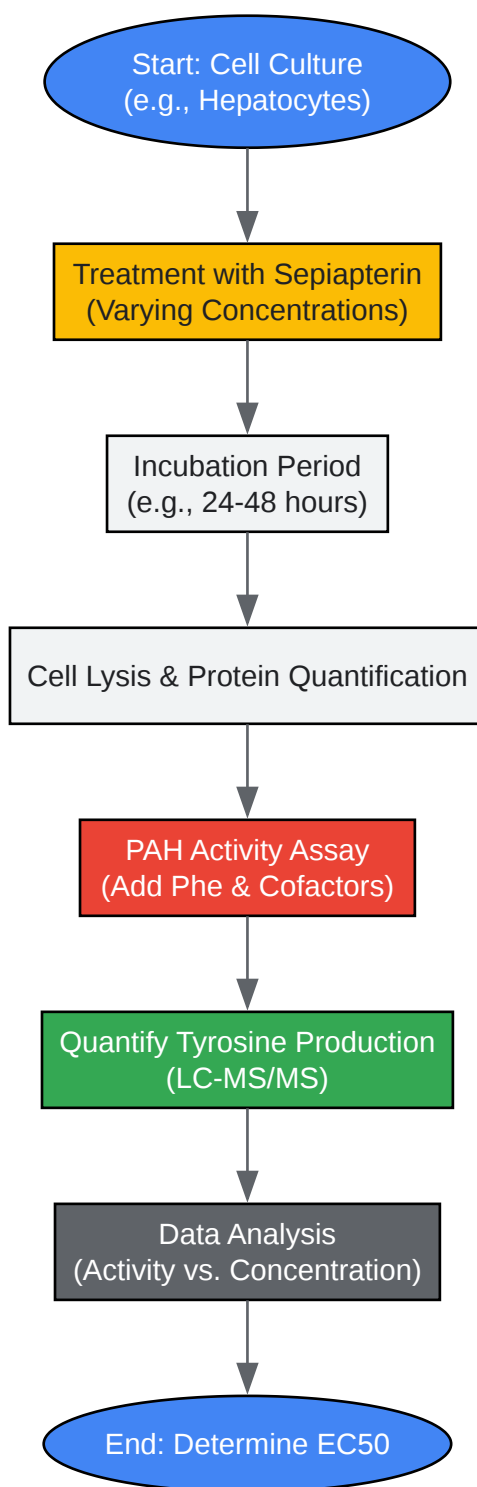 Start: Cell Culture
(e.g., Hepatocytes)
Treatment with Sepiapterin
(Varying Concentrations)
Incubation Period
(e.g., 24-48 hours)
Cell Lysis & Protein Quantification
PAH Activity Assay
(Add Phe & Cofactors)
Quantify Tyrosine Production
(LC-MS/MS)
Data Analysis
(Activity vs. Concentration)
End: Determine EC50